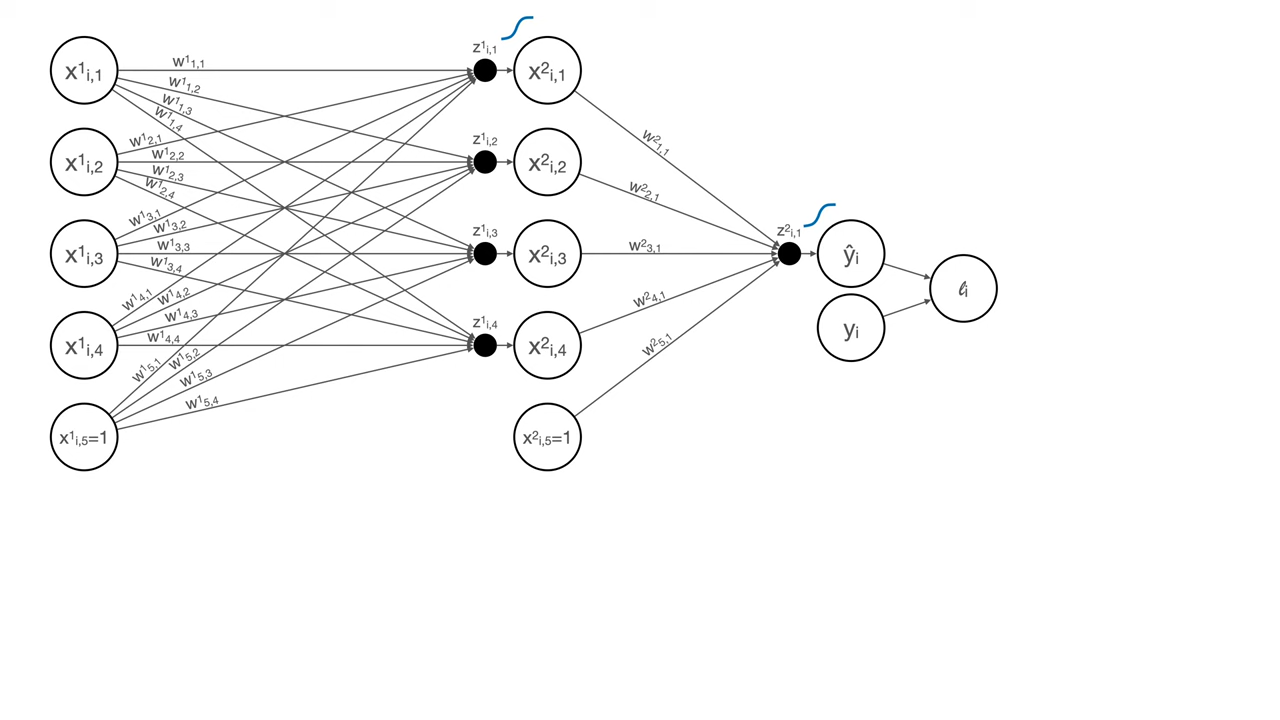 x¹i,1
x¹i,2
x¹i,3
x¹i,4
x¹i,5=1
w¹1,1
w¹1,2
w¹1,3
w¹1,4
w¹2,1
w¹2,2
w¹2,3
w¹2,4
w¹3,1
w¹3,2
w¹3,3
w¹3,4
w¹4,1
w¹4,2
w¹4,3
w¹4,4
w¹5,1
w¹5,2
w¹5,3
w¹5,4
z¹i,1
z¹i,2
z¹i,3
z¹i,4
x²i,1
x²i,2
x²i,3
x²i,4
x²i,5=1
w²1,1
w²2,1
w²3,1
w²4,1
w²5,1
z²i,1
ŷi
yi
ℓi